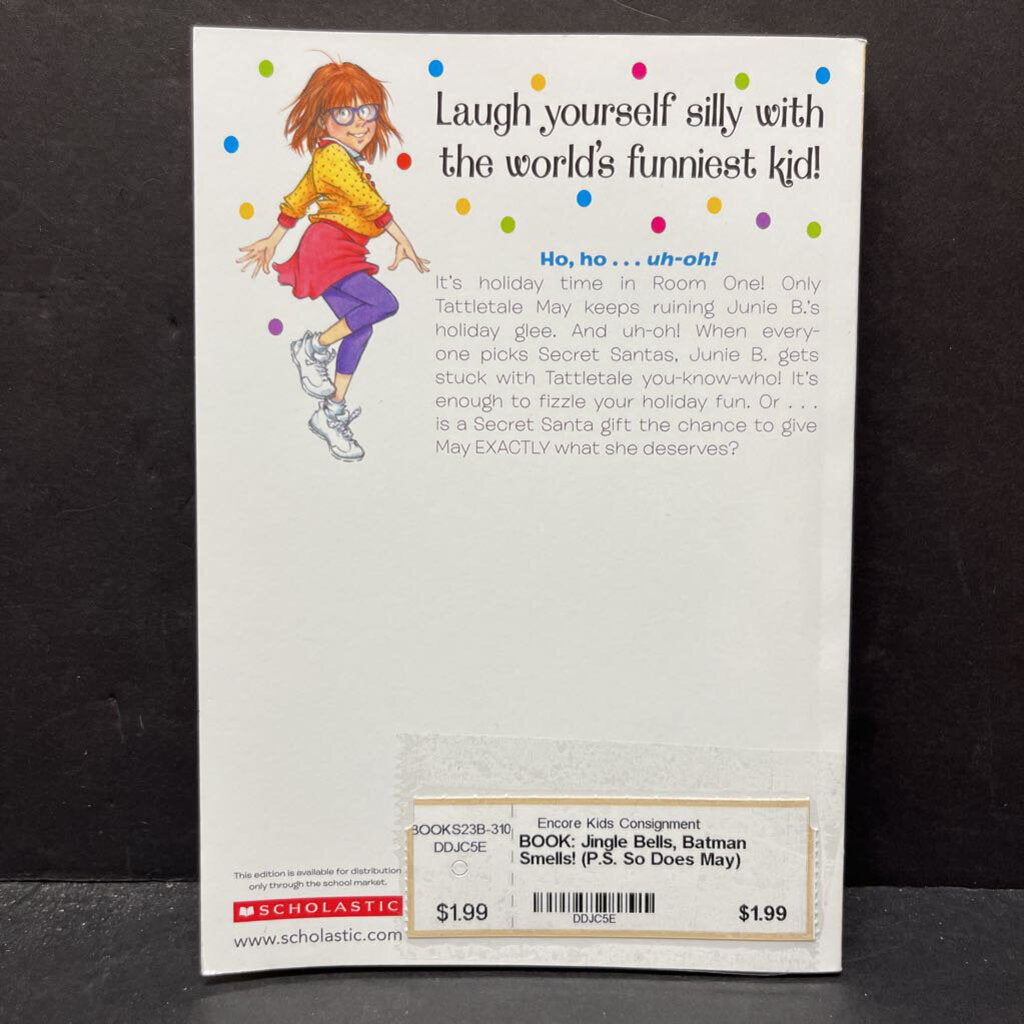 Laugh yourself silly with
the world's funniest kid!
Ho, ho . . . uh-oh!
It's holiday time in Room One! Only
Tattletale May keeps ruining Junie B.'s
holiday glee. And uh-oh! When every-
one picks Secret Santas, Junie B. gets
stuck with Tattletale you-know-who! It's
enough to fizzle your holiday fun. Or . . .
is a Secret Santa gift the chance to give
May EXACTLY what she deserves?
This edition is available for distribution
only through the school market.
SCHOLASTIC
www.scholastic.com
BOOKS23B-310
DDJC5E
$1.99
Encore Kids Consignment
BOOK: Jingle Bells, Batman
Smells! (P.S. So Does May)
DDJC5E
$1.99